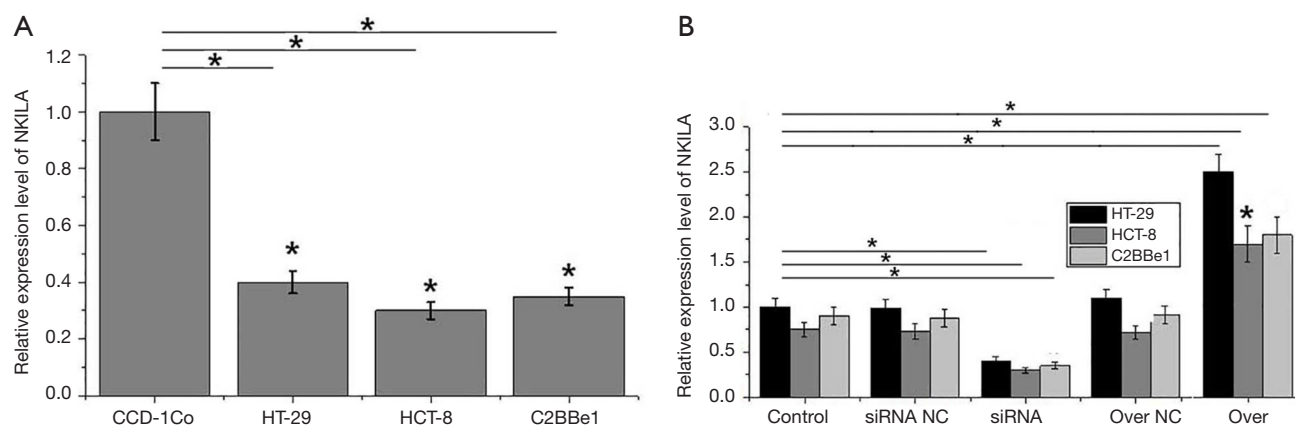 A
Relative expression level of NKILA
1.2
1.0
0.8
0.6
0.4
0.2
0.0
* * *
* * *
CCD-1Co HT-29 HCT-8 C2BBe1
B
Relative expression level of NKILA
3.0
2.5
2.0
1.5
1.0
0.5
0.0
* * *
* * *
*
HT-29
HCT-8
C2BBe1
Control siRNA NC siRNA Over NC Over